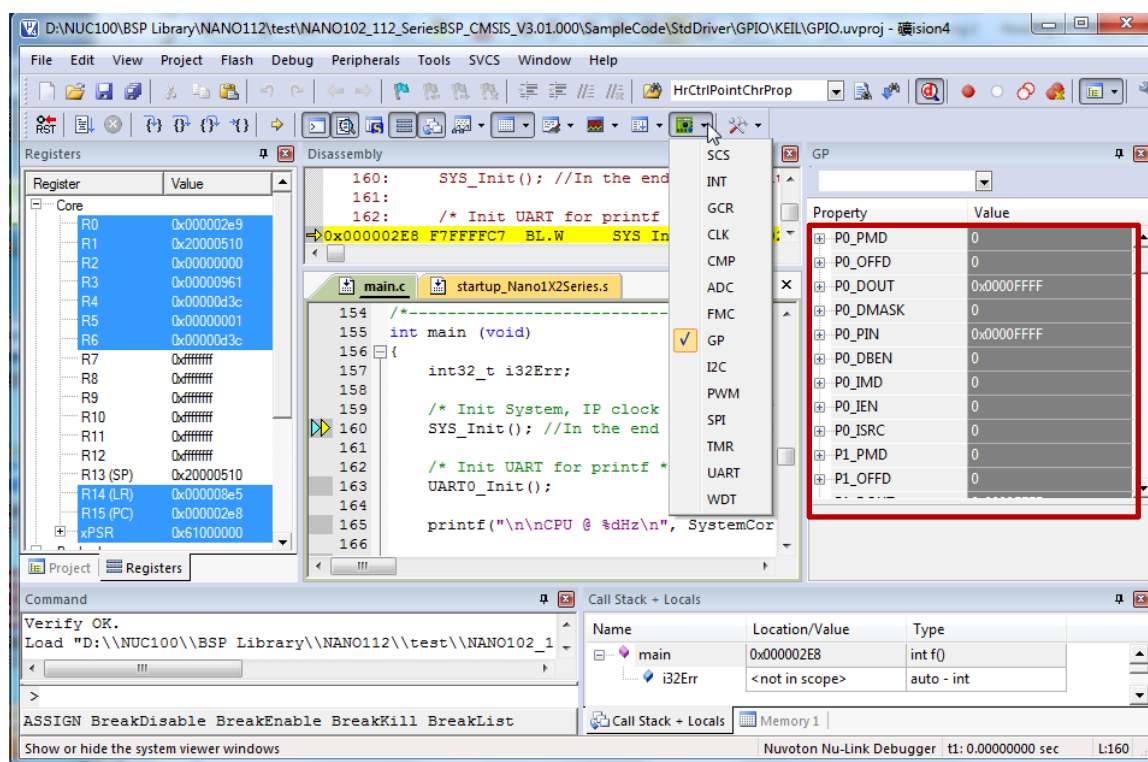 D:\NUC100\BSP Library\NANO112\test\NANO102_112_SeriesBSP_CMSIS_V3.01.000\SampleCode\StdDriver\GPIO\KEIL\GPIO.uvproj - 礦ision4
File Edit View Project Flash Debug Peripherals Tools SVCS Window Help
HrCtrlPointChrProp
RST
Registers
Register Value
Core
R0 0x000002e9
R1 0x20000510
R2 0x00000000
R3 0x00000961
R4 0x00000d3c
R5 0x00000001
R6 0x00000d3c
R7 0xffffffff
R8 0xffffffff
R9 0xffffffff
R10 0xffffffff
R11 0xffffffff
R12 0xffffffff
R13 (SP) 0x20000510
R14 (LR) 0x000008e5
R15 (PC) 0x000002e8
xPSR 0x61000000
Project Registers
Disassembly
160: SYS_Init(); //In the end
161:
162: /* Init UART for printf
0x000002E8 F7FFFFC7 BL.W SYS_In
main.c startup_Nano1X2Series.s
154 /*------------------------------
155 int main (void)
156 {
157 int32_t i32Err;
158
159 /* Init System, IP clock
160 SYS_Init(); //In the end
161
162 /* Init UART for printf *
163 UART0_Init();
164
165 printf("\n\nCPU @ %dHz\n", SystemCor
166
SCS
INT
GCR
CLK
CMP
ADC
FMC
GP
I2C
PWM
SPI
TMR
UART
WDT
GP
Property Value
P0_PMD 0
P0_OFFD 0
P0_DOUT 0x0000FFFF
P0_DMASK 0
P0_PIN 0x0000FFFF
P0_DBEN 0
P0_IMD 0
P0_IEN 0
P0_ISRC 0
P1_PMD 0
P1_OFFD 0
Command
Verify OK.
Load "D:\\NUC100\\BSP Library\\NANO112\\test\\NANO102_1
>
ASSIGN BreakDisable BreakEnable BreakKill BreakList
Call Stack + Locals
Name Location/Value Type
main 0x000002E8 int f()
i32Err <not in scope> auto - int
Call Stack + Locals Memory 1
Show or hide the system viewer windows Nuvoton Nu-Link Debugger t1: 0.00000000 sec L:160